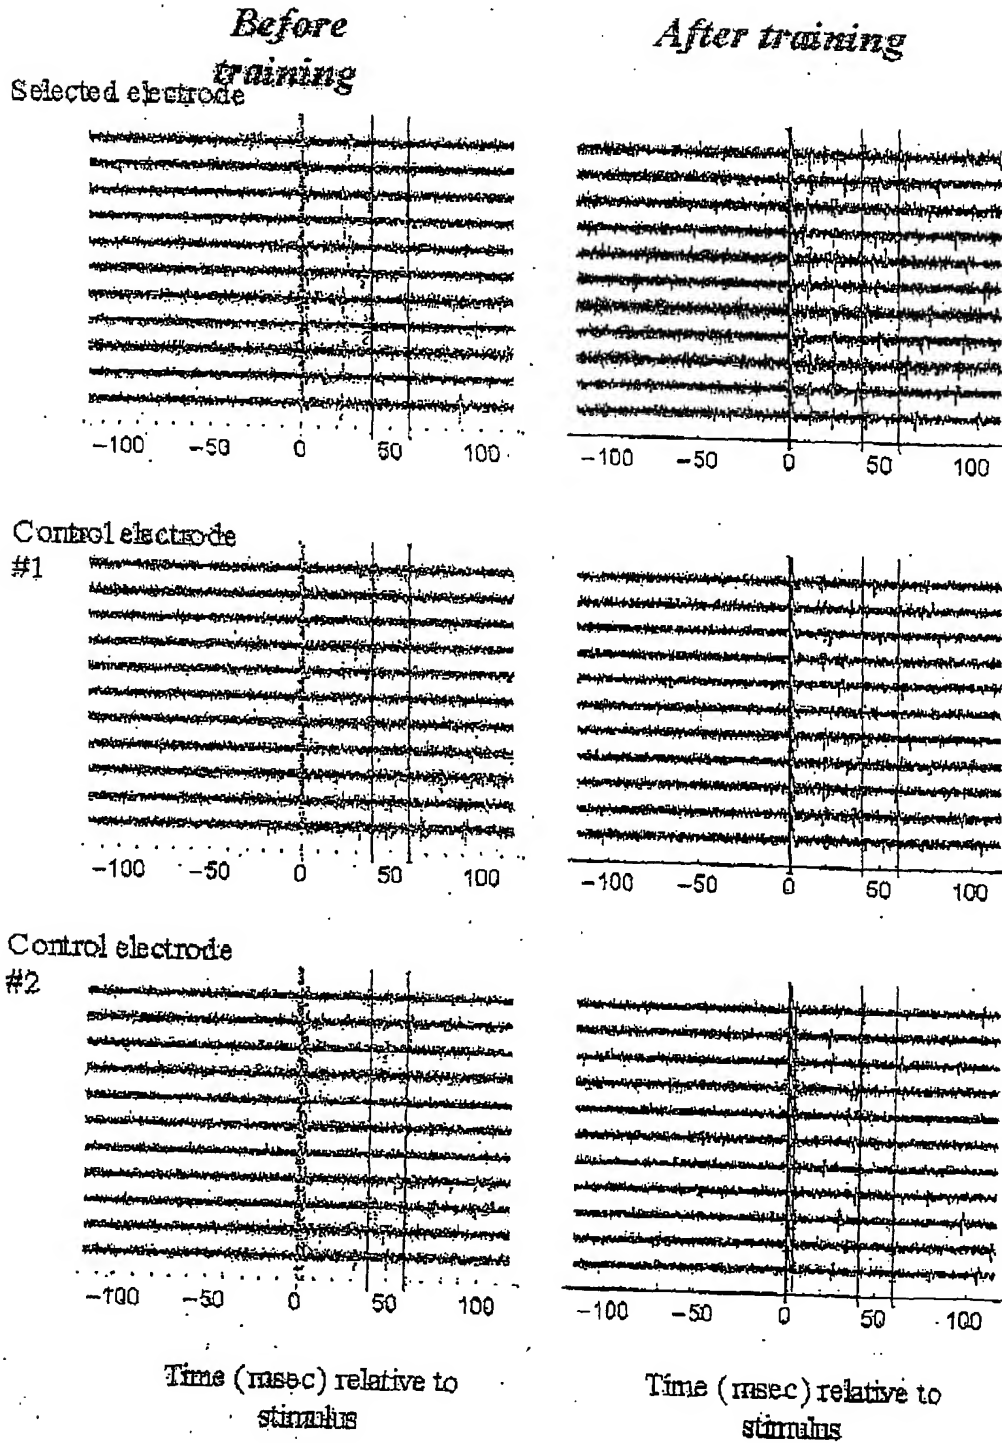 Before
training
After training
Selected electrode
-100 -50 0 50 100
-100 -50 0 50 100
Control electrode
#1
-100 -50 0 50 100
-100 -50 0 50 100
Control electrode
#2
-100 -50 0 50 100
-100 -50 0 50 100
Time (msec) relative to
stimulus
Time (msec) relative to
stimulus